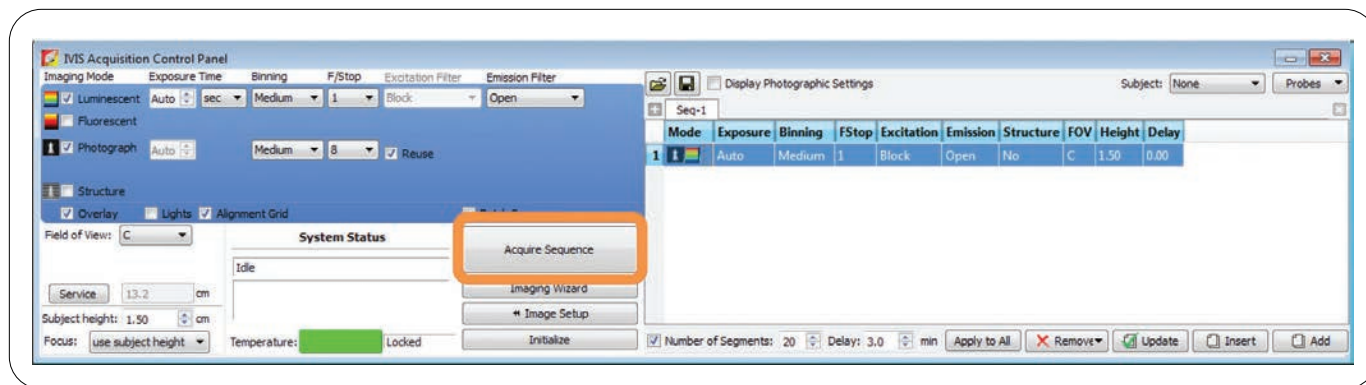 IVIS Acquisition Control Panel
Imaging Mode Exposure Time Binning F/Stop Excitation Filter Emission Filter
Luminescent Auto sec Medium 1 Block Open
Fluorescent
Photograph Auto Medium 8 Reuse
Structure
Overlay Lights Alignment Grid
Field of View: C
System Status
Idle
Service 13.2 cm
Subject height: 1.50 cm
Focus: use subject height
Temperature: Locked
Acquire Sequence
Imaging Wizard
Image Setup
Initialize
Display Photographic Settings Subject: None Probes
Seq-1
Mode Exposure Binning FStop Excitation Emission Structure FOV Height Delay
1 Auto Medium 1 Block Open No C 1.50 0.00
Number of Segments: 20 Delay: 3.0 min Apply to All Remove Update Insert Add